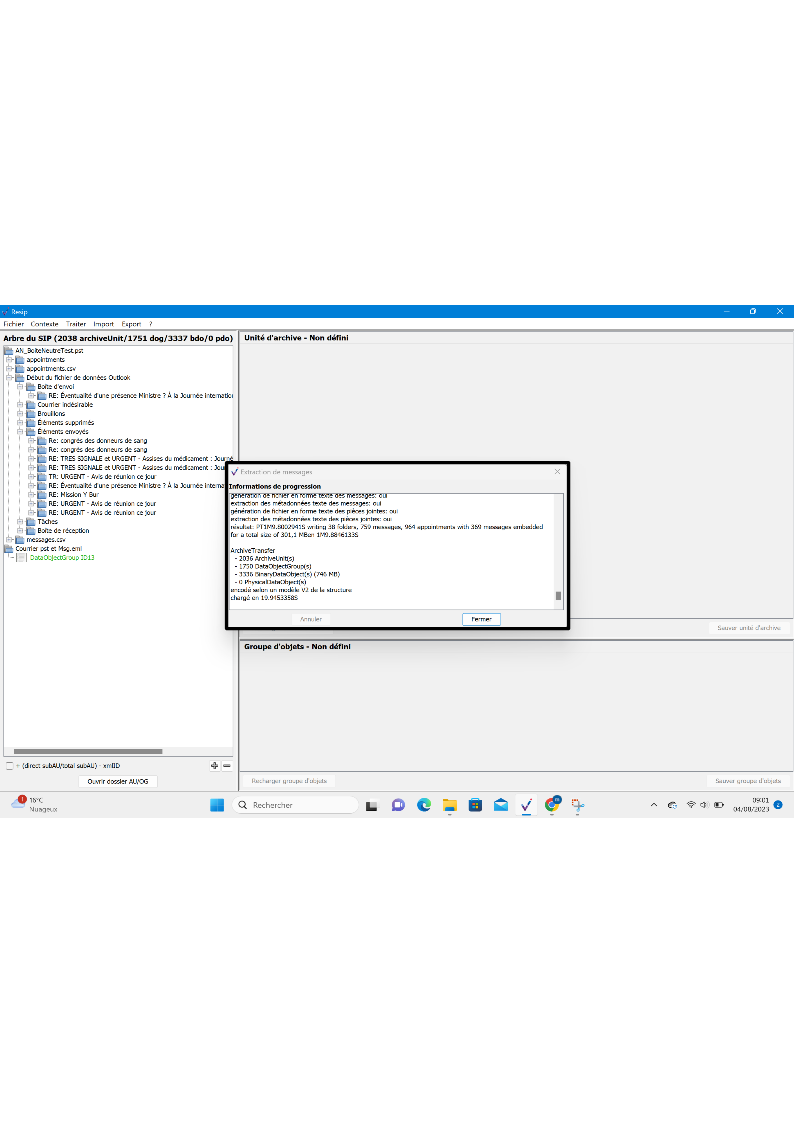 Resip
Fichier Contexte Traiter Import Export ?
Arbre du SIP (2038 archiveUnit/1751 dog/3337 bdo/0 pdo)
AN_BoiteNeutreTest.pst
appointments
appointments.csv
Début du fichier de données Outlook
Boîte d'envoi
RE: Éventualité d'une présence Ministre ? À la Journée internation
Courrier indésirable
Brouillons
Éléments supprimés
Éléments envoyés
Re: congrès des donneurs de sang
Re: congrès des donneurs de sang
RE: TRES SIGNALE et URGENT - Assises du médicament : Journé
RE: TRES SIGNALE et URGENT - Assises du médicament : Jour
TR: URGENT - Avis de réunion ce jour
RE: Éventualité d'une présence Ministre ? À la Journée interna
RE: Mission Y Bur
RE: URGENT - Avis de réunion ce jour
RE: URGENT - Avis de réunion ce jour
Tâches
Boîte de réception
messages.csv
Courrier pst et Msg.eml
DataObjectGroup ID13
+ (direct subAU/total subAU) - xmlID
Ouvrir dossier AU/OG
Unité d'archive - Non défini
Extraction de messages
Informations de progression
génération de fichier en forme texte des messages: oui
extraction des métadonnées texte des messages: oui
génération de fichier en forme texte des pièces jointes: oui
extraction des métadonnées texte des pièces jointes: oui
résultat: PT1M9.8002941S writing 38 folders, 759 messages, 964 appointments with 369 messages embedded
for a total size of 301,1 MBen 1M9.8846133S
ArchiveTransfer
- 2036 ArchiveUnit(s)
- 1750 DataObjectGroup(s)
- 3336 BinaryDataObject(s) (746 MB)
- 0 PhysicalDataObject(s)
encodé selon un modèle V2 de la structure
chargé en 19.9453358S
Annuler
Fermer
Sauver unité d'archive
Groupe d'objets - Non défini
Recharger groupe d'objets
Sauver groupe d'objets
1
16°C
Nuageux
Rechercher
09:01
04/08/2023
2